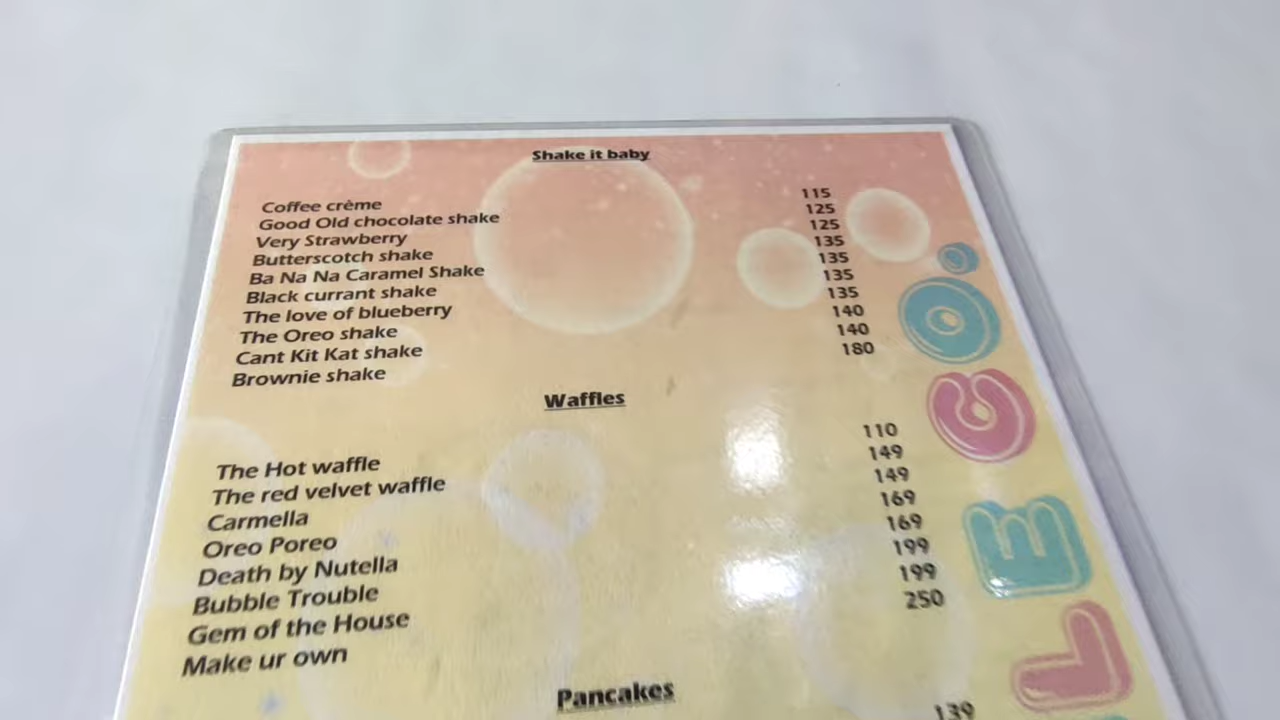 Shake it baby
Coffee crème 115
Good Old chocolate shake 125
Very Strawberry 125
Butterscotch shake 135
Ba Na Na Caramel Shake 135
Black currant shake 135
The love of blueberry 135
The Oreo shake 140
Cant Kit Kat shake 140
Brownie shake 180
Waffles
The Hot waffle 110
The red velvet waffle 149
Carmella 149
Oreo Poreo 169
Death by Nutella 169
Bubble Trouble 199
Gem of the House 199
Make ur own 250
Pancakes
139